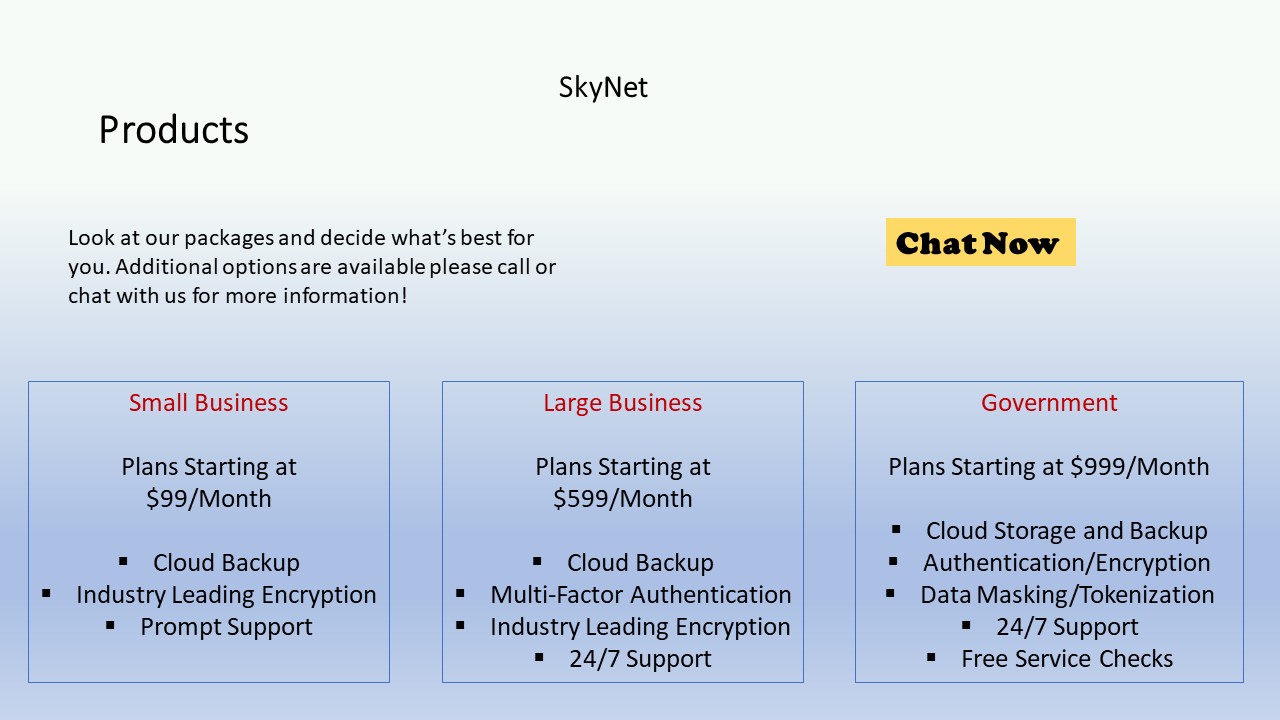 SkyNet
Products
Look at our packages and decide what’s best for
you. Additional options are available please call or
chat with us for more information!
Chat Now
Small Business
Plans Starting at
$99/Month
▪ Cloud Backup
▪ Industry Leading Encryption
▪ Prompt Support
Large Business
Plans Starting at
$599/Month
▪ Cloud Backup
▪ Multi-Factor Authentication
▪ Industry Leading Encryption
▪ 24/7 Support
Government
Plans Starting at $999/Month
▪ Cloud Storage and Backup
▪ Authentication/Encryption
▪ Data Masking/Tokenization
▪ 24/7 Support
▪ Free Service Checks